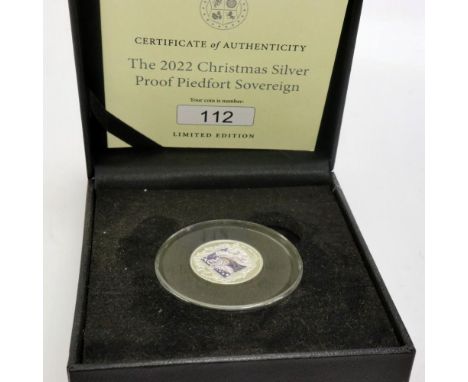 CERTIFICATE of AUTHENTICITY
The 2022 Christmas Silver
Proof Piedfort Sovereign
Your coin is number:
112
LIMITED EDITION